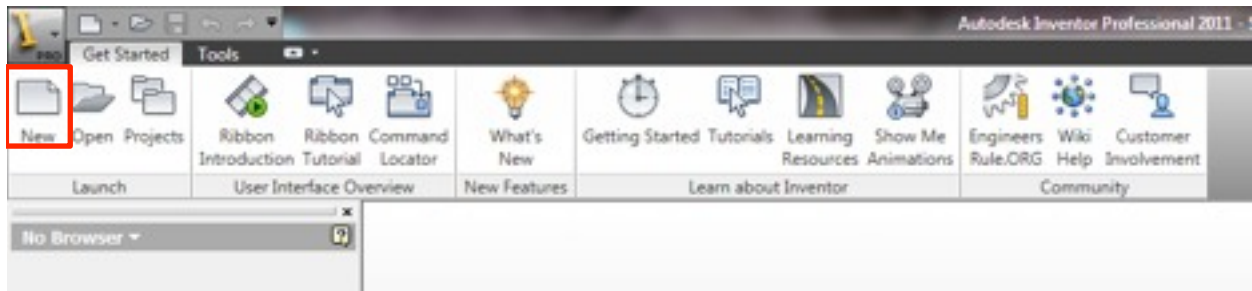 Autodesk Inventor Professional 2011 -
PRO Get Started Tools
New Open Projects Ribbon Introduction Ribbon Tutorial Command Locator What's New Getting Started Tutorials Learning Resources Show Me Animations Engineers Rule.ORG Wiki Help Customer Involvement
Launch User Interface Overview New Features Learn about Inventor Community
No Browser